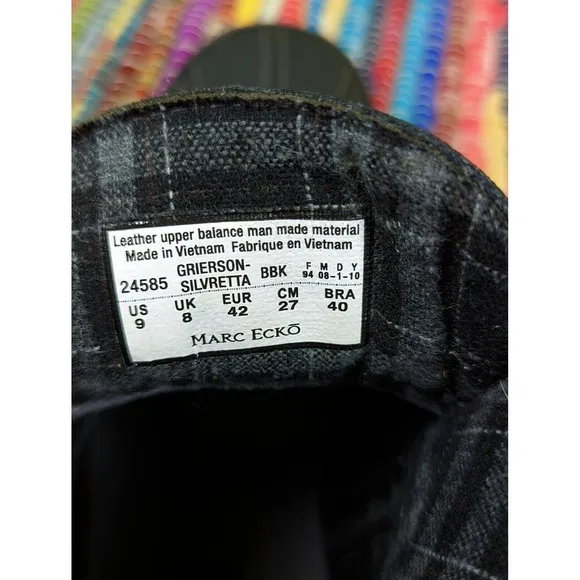 Leather upper balance man made material
Made in Vietnam Fabrique en Vietnam
24585 GRIERSON-SILVRETTA BBK F M D Y
94 08-1-10
US UK EUR CM BRA
9 8 42 27 40
MARC ECKŌ